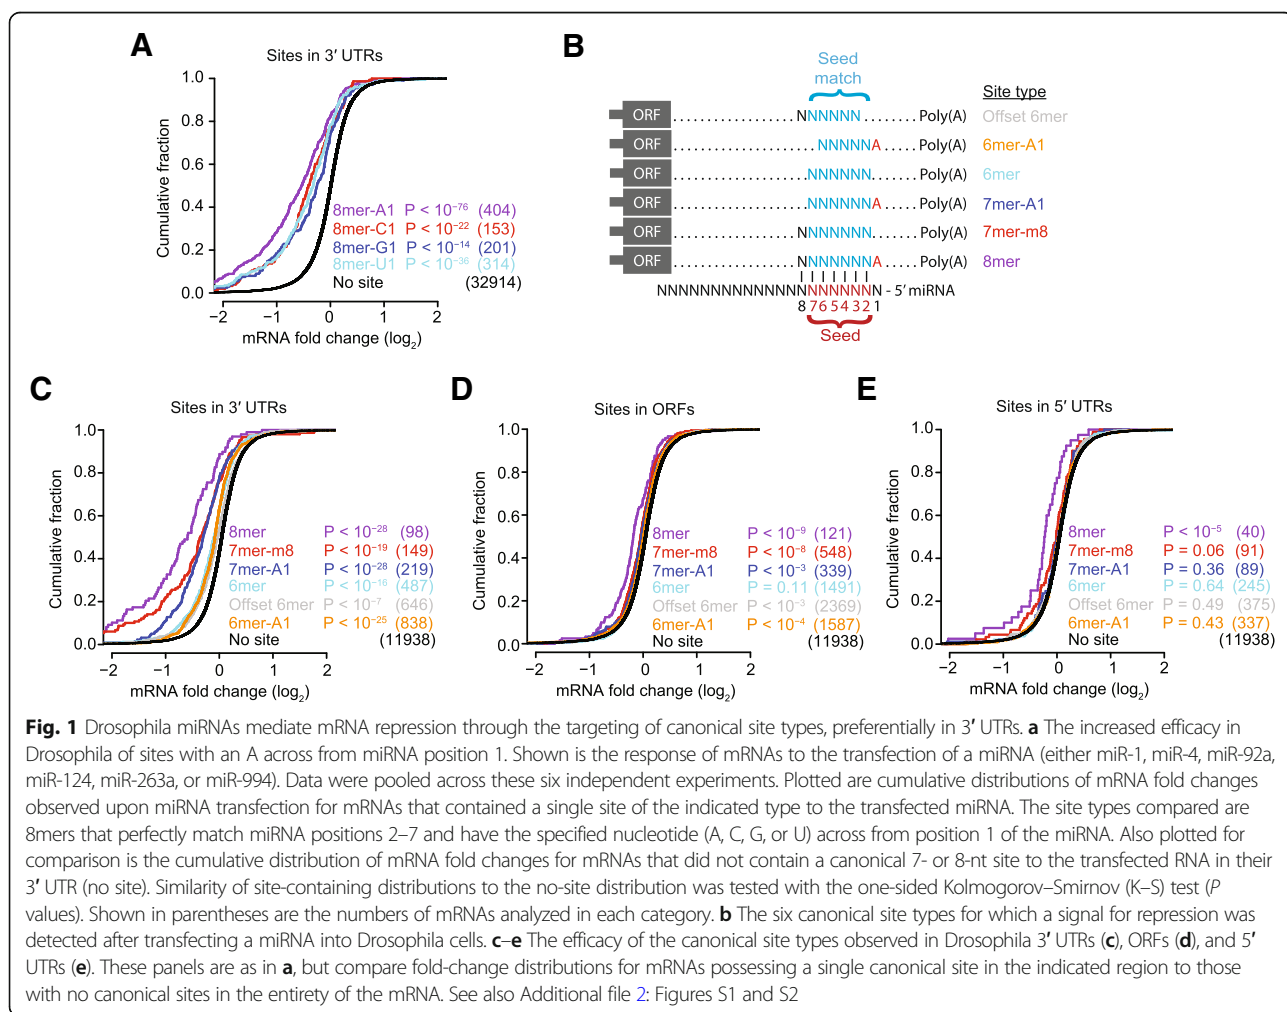 A
Sites in 3′ UTRs
Cumulative fraction
1.0
0.8
0.6
0.4
0.2
0.0
8mer-A1 P < 10⁻⁷⁶ (404)
8mer-C1 P < 10⁻²² (153)
8mer-G1 P < 10⁻¹⁴ (201)
8mer-U1 P < 10⁻³⁶ (314)
No site (32914)
−2 −1 0 1 2
mRNA fold change (log₂)
B
Seed
match
Site type
ORF NNNNNN Poly(A) Offset 6mer
ORF NNNNNA Poly(A) 6mer-A1
ORF NNNNNN Poly(A) 6mer
ORF NNNNNNA Poly(A) 7mer-A1
ORF NNNNNNN Poly(A) 7mer-m8
ORF NNNNNNNA Poly(A) 8mer
NNNNNNNNNNNNNNNNNNNNNN - 5′ miRNA
8 7 6 5 4 3 2 1
Seed
C
Sites in 3′ UTRs
Cumulative fraction
1.0
0.8
0.6
0.4
0.2
0.0
8mer P < 10⁻²⁸ (98)
7mer-m8 P < 10⁻¹⁹ (149)
7mer-A1 P < 10⁻²⁸ (219)
6mer P < 10⁻¹⁶ (487)
Offset 6mer P < 10⁻⁷ (646)
6mer-A1 P < 10⁻²⁵ (838)
No site (11938)
−2 −1 0 1 2
mRNA fold change (log₂)
D
Sites in ORFs
Cumulative fraction
1.0
0.8
0.6
0.4
0.2
0.0
8mer P < 10⁻⁹ (121)
7mer-m8 P < 10⁻⁸ (548)
7mer-A1 P < 10⁻³ (339)
6mer P = 0.11 (1491)
Offset 6mer P < 10⁻³ (2369)
6mer-A1 P < 10⁻⁴ (1587)
No site (11938)
−2 −1 0 1 2
mRNA fold change (log₂)
E
Sites in 5′ UTRs
Cumulative fraction
1.0
0.8
0.6
0.4
0.2
0.0
8mer P < 10⁻⁵ (40)
7mer-m8 P = 0.06 (91)
7mer-A1 P = 0.36 (89)
6mer P = 0.64 (245)
Offset 6mer P = 0.49 (375)
6mer-A1 P = 0.43 (337)
No site (11938)
−2 −1 0 1 2
mRNA fold change (log₂)
Fig. 1 Drosophila miRNAs mediate mRNA repression through the targeting of canonical site types, preferentially in 3′ UTRs. a The increased efficacy in
Drosophila of sites with an A across from miRNA position 1. Shown is the response of mRNAs to the transfection of a miRNA (either miR-1, miR-4, miR-92a,
miR-124, miR-263a, or miR-994). Data were pooled across these six independent experiments. Plotted are cumulative distributions of mRNA fold changes
observed upon miRNA transfection for mRNAs that contained a single site of the indicated type to the transfected miRNA. The site types compared are
8mers that perfectly match miRNA positions 2–7 and have the specified nucleotide (A, C, G, or U) across from position 1 of the miRNA. Also plotted for
comparison is the cumulative distribution of mRNA fold changes for mRNAs that did not contain a canonical 7- or 8-nt site to the transfected RNA in their
3′ UTR (no site). Similarity of site-containing distributions to the no-site distribution was tested with the one-sided Kolmogorov–Smirnov (K–S) test (P
values). Shown in parentheses are the numbers of mRNAs analyzed in each category. b The six canonical site types for which a signal for repression was
detected after transfecting a miRNA into Drosophila cells. c–e The efficacy of the canonical site types observed in Drosophila 3′ UTRs (c), ORFs (d), and 5′
UTRs (e). These panels are as in a, but compare fold-change distributions for mRNAs possessing a single canonical site in the indicated region to those
with no canonical sites in the entirety of the mRNA. See also Additional file 2: Figures S1 and S2